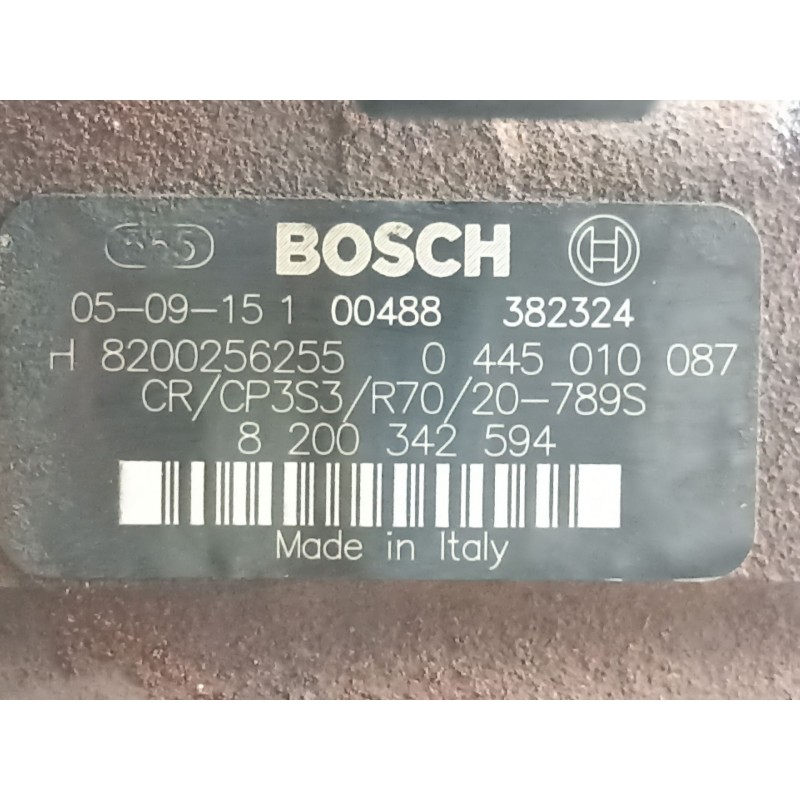 BOSCH
05-09-15 1 00488 382324
H 8200256255 0 445 010 087
CR/CP3S3/R70/20-789S
8 200 342 594
Made in Italy